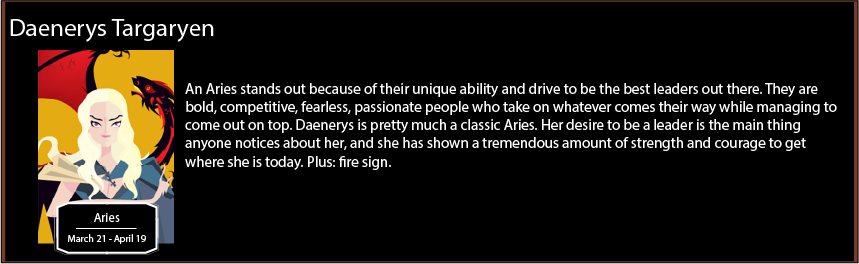 Daenerys Targaryen
An Aries stands out because of their unique ability and drive to be the best leaders out there. They are
bold, competitive, fearless, passionate people who take on whatever comes their way while managing to
come out on top. Daenerys is pretty much a classic Aries. Her desire to be a leader is the main thing
anyone notices about her, and she has shown a tremendous amount of strength and courage to get
where she is today. Plus: fire sign.
Aries
March 21 - April 19